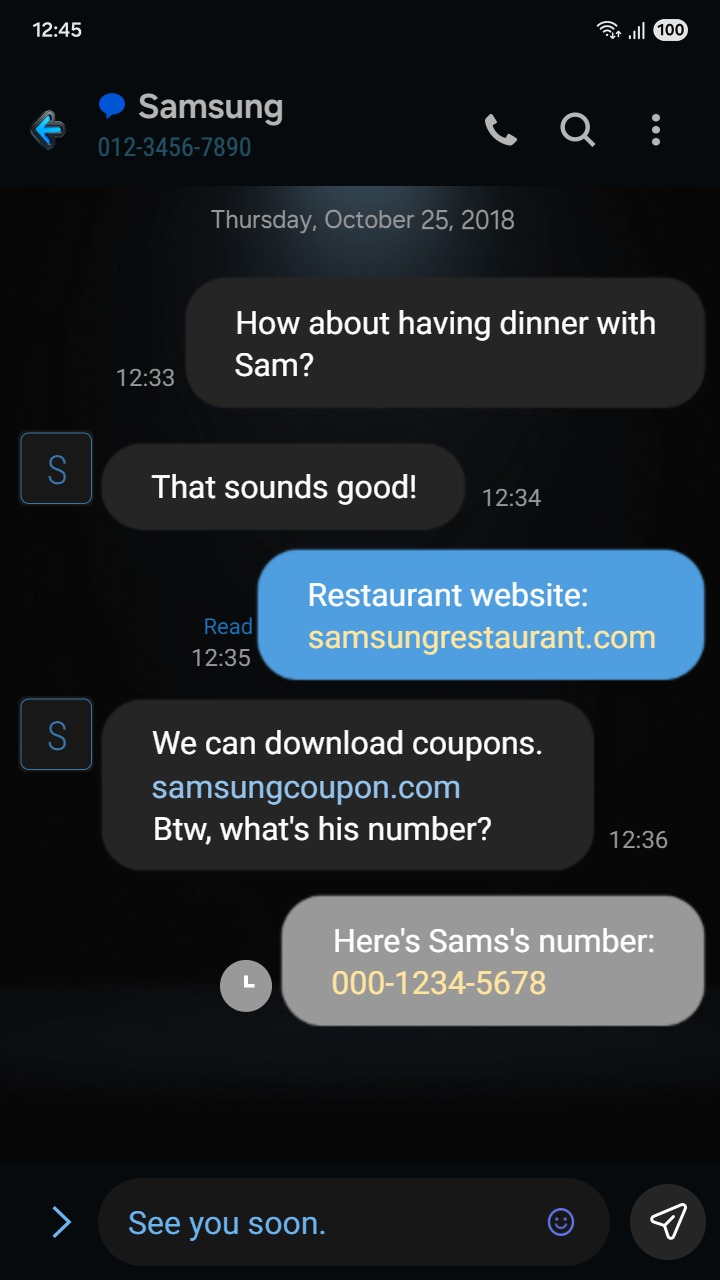 12:45
100
Samsung
012-3456-7890
Thursday, October 25, 2018
How about having dinner with
Sam?
12:33
S
That sounds good!
12:34
Restaurant website:
samsungrestaurant.com
Read
12:35
S
We can download coupons.
samsungcoupon.com
Btw, what's his number?
12:36
Here's Sams's number:
000-1234-5678
See you soon.